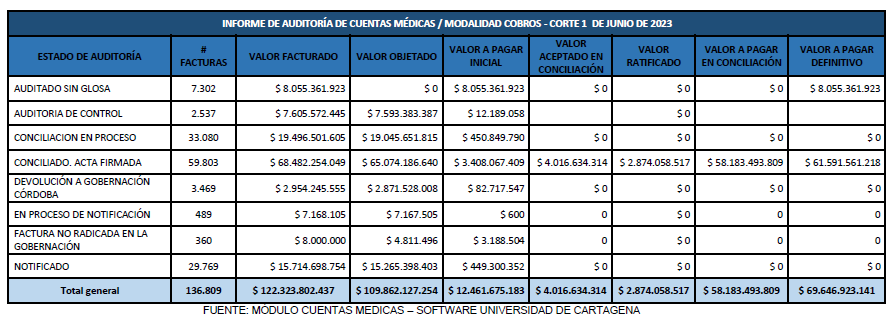 INFORME DE AUDITORÍA DE CUENTAS MÉDICAS / MODALIDAD COBROS - CORTE 1 DE JUNIO DE 2023
ESTADO DE AUDITORÍA # FACTURAS VALOR FACTURADO VALOR OBJETADO VALOR A PAGAR INICIAL VALOR ACEPTADO EN CONCILIACIÓN VALOR RATIFICADO VALOR A PAGAR EN CONCILIACIÓN VALOR A PAGAR DEFINITIVO
AUDITADO SIN GLOSA 7.302 $ 8.055.361.923 $ 0 $ 8.055.361.923 $ 0 $ 0 $ 0 $ 8.055.361.923
AUDITORIA DE CONTROL 2.537 $ 7.605.572.445 $ 7.593.383.387 $ 12.189.058 $ 0
CONCILIACION EN PROCESO 33.080 $ 19.496.501.606 $ 19.045.651.815 $ 450.849.790 $ 0 $ 0 $ 0 $ 0
CONCILIADO. ACTA FIRMADA 59.803 $ 68.482.254.049 $ 65.074.186.640 $ 3.408.067.409 $ 4.016.634.314 $ 2.874.058.517 $ 58.183.493.809 $ 61.591.561.218
DEVOLUCIÓN A GOBERNACIÓN CÓRDOBA 3.469 $ 2.954.245.555 $ 2.871.528.008 $ 82.717.547 $ 0 $ 0 $ 0 $ 0
EN PROCESO DE NOTIFICACIÓN 489 $ 7.168.105 $ 7.167.505 $ 600 0 $ 0 0 0
FACTURA NO RADICADA EN LA GOBERNACIÓN 360 $ 8.000.000 $ 4.811.496 $ 3.188.504 0 $ 0 0 0
NOTIFICADO 29.769 $ 15.714.698.754 $ 15.265.398.403 $ 449.300.352 $ 0 $ 0 $ 0 $ 0
Total general 136.809 $ 122.323.802.437 $ 109.862.127.254 $ 12.461.675.183 $ 4.016.634.314 $ 2.874.058.517 $ 58.183.493.809 $ 69.646.923.141
FUENTE: MÓDULO CUENTAS MEDICAS – SOFTWARE UNIVERSIDAD DE CARTAGENA